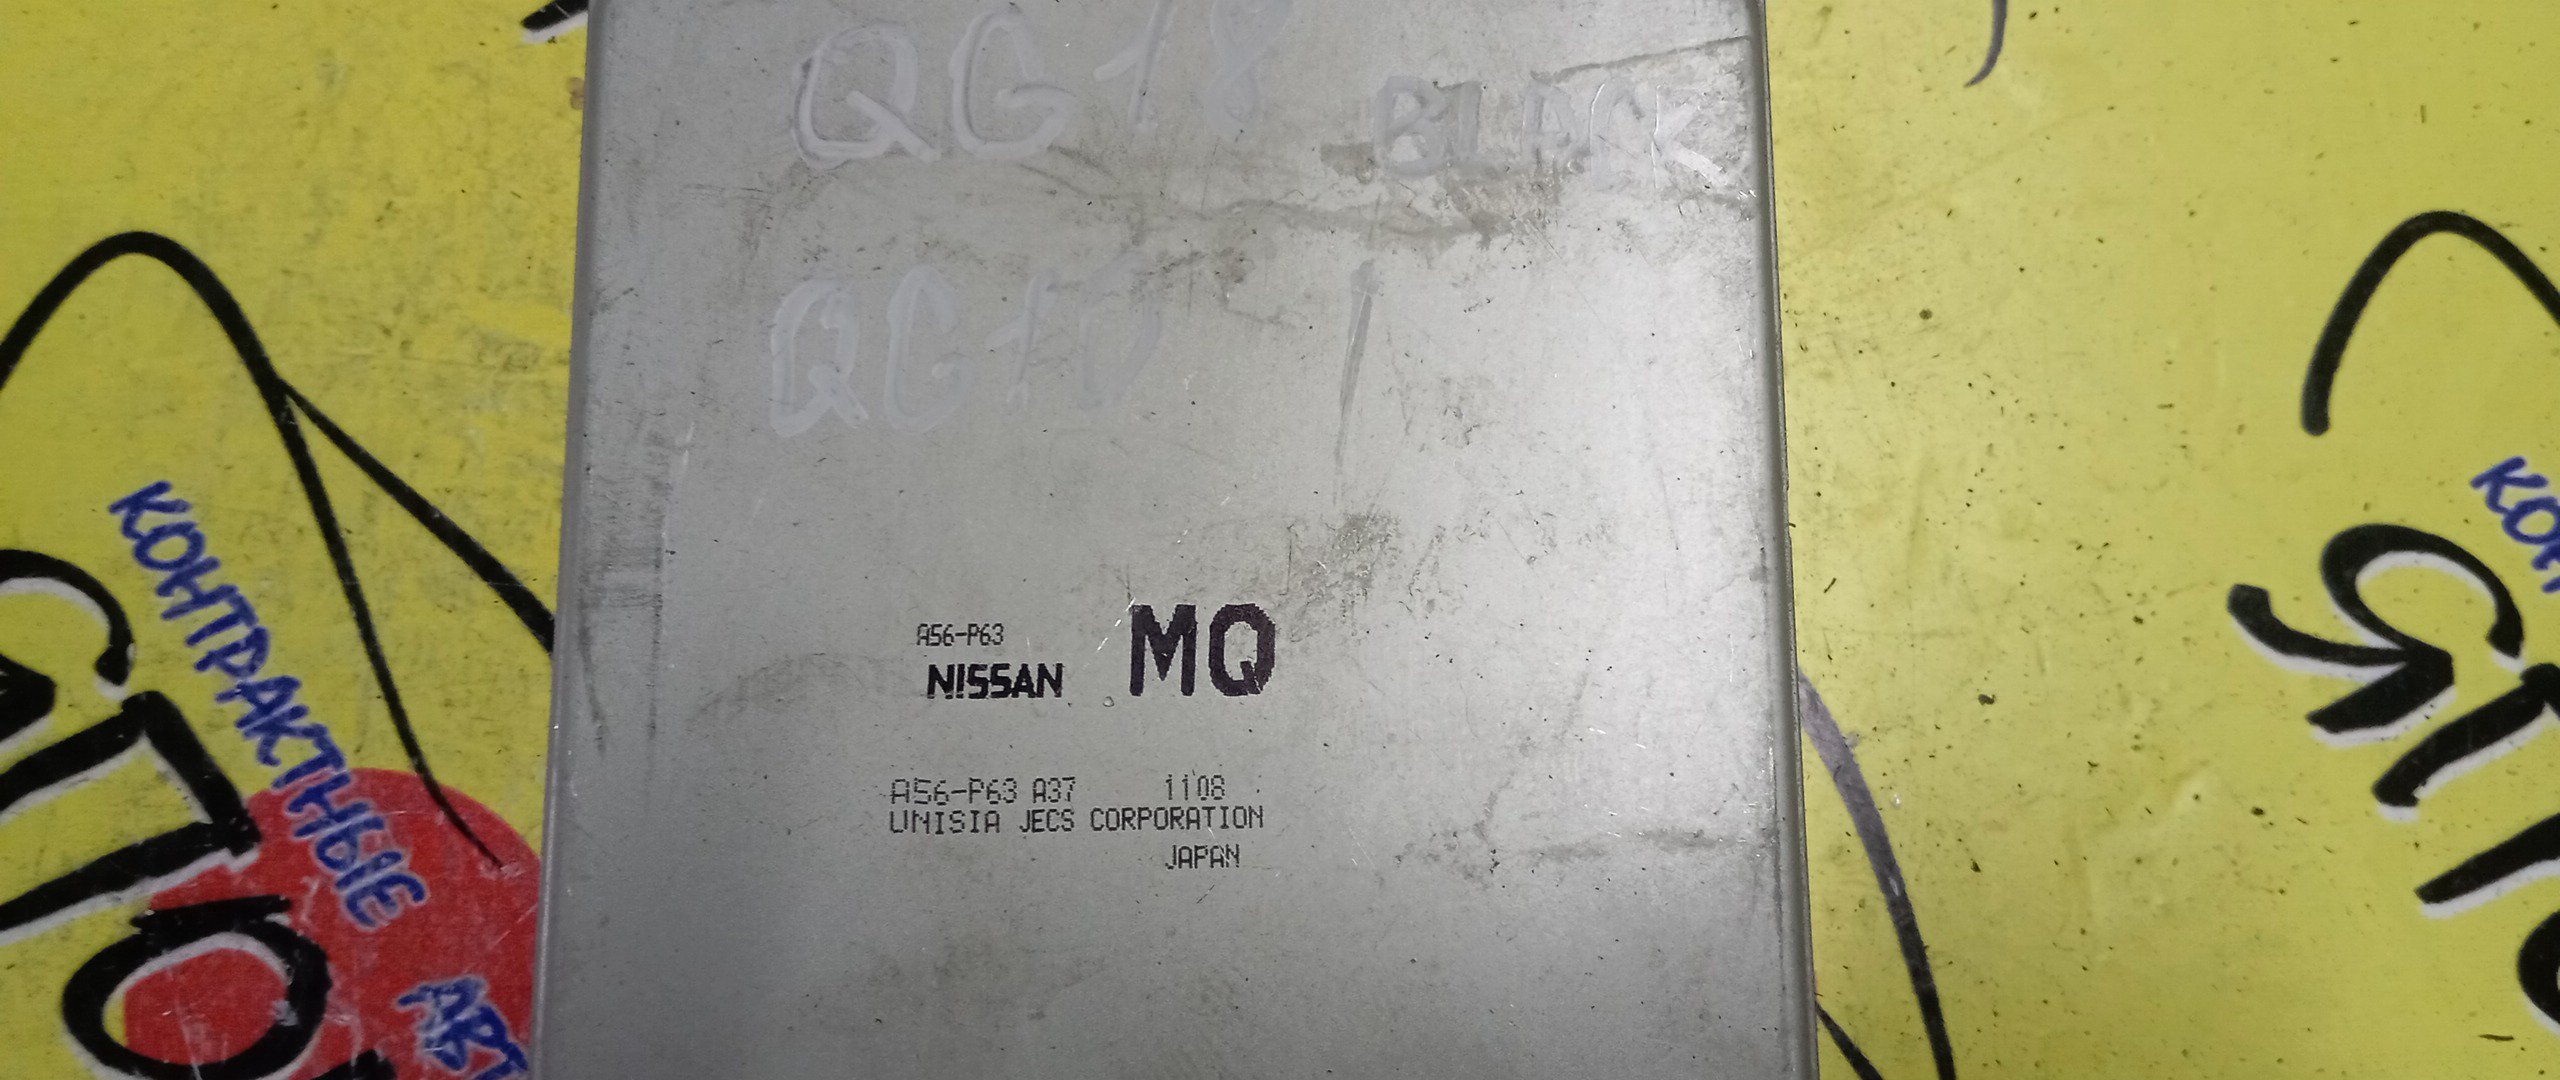 QG18 BLACK
QG10
A56-P63
NISSAN MQ
A56-P63 A37 1108
UNISIA JECS CORPORATION
JAPAN
КОНТРАКТНЫЕ